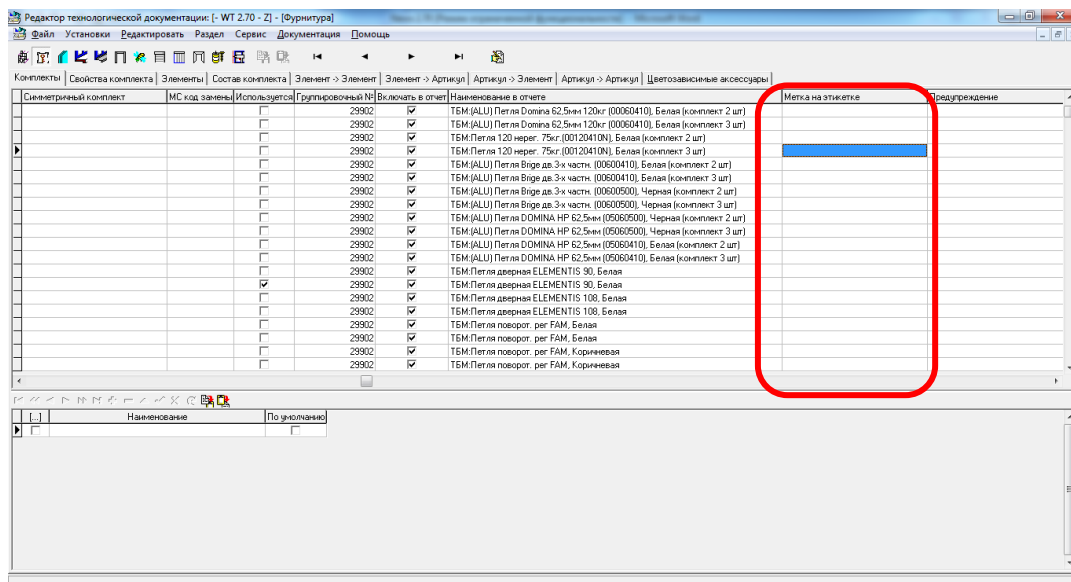 Редактор технологической документации: [- WT 2.70 - Z] - [Фурнитура]
Файл Установки Редактировать Раздел Сервис Документация Помощь
Комплекты Свойства комплекта Элементы Состав комплекта Элемент -> Элемент Элемент -> Артикул Артикул -> Элемент Артикул -> Артикул Цветозависимые аксессуары
Симметричный комплект МС код замены Используется Группировочный № Включать в отчет Наименование в отчете Метка на этикетке Предупреждение
29902 ТБМ:(ALU) Петля Domina 62,5мм 120кг (00060410), Белая (комплект 2 шт)
29902 ТБМ:(ALU) Петля Domina 62,5мм 120кг (00060410), Белая (комплект 3 шт)
29902 ТБМ:Петля 120 нерег. 75кг.(00120410N), Белая (комплект 2 шт)
29902 ТБМ:Петля 120 нерег. 75кг.(00120410N), Белая (комплект 3 шт)
29902 ТБМ:(ALU) Петля Brige дв.3-х частн. (00600410), Белая (комплект 2 шт)
29902 ТБМ:(ALU) Петля Brige дв.3-х частн. (00600410), Белая (комплект 3 шт)
29902 ТБМ:(ALU) Петля Brige дв.3-х частн. (00600500), Черная (комплект 2 шт)
29902 ТБМ:(ALU) Петля Brige дв.3-х частн. (00600500), Черная (комплект 3 шт)
29902 ТБМ:(ALU) Петля DOMINA HP 62,5мм (05060500), Черная (комплект 2 шт)
29902 ТБМ:(ALU) Петля DOMINA HP 62,5мм (05060500), Черная (комплект 3 шт)
29902 ТБМ:(ALU) Петля DOMINA HP 62,5мм (05060410), Белая (комплект 2 шт)
29902 ТБМ:(ALU) Петля DOMINA HP 62,5мм (05060410), Белая (комплект 3 шт)
29902 ТБМ:Петля дверная ELEMENTIS 90, Белая
29902 ТБМ:Петля дверная ELEMENTIS 90, Белая
29902 ТБМ:Петля дверная ELEMENTIS 108, Белая
29902 ТБМ:Петля дверная ELEMENTIS 108, Белая
29902 ТБМ:Петля поворот. рег FAM, Белая
29902 ТБМ:Петля поворот. рег FAM, Белая
29902 ТБМ:Петля поворот. рег FAM, Коричневая
29902 ТБМ:Петля поворот. рег FAM, Коричневая
[...] Наименование По умолчанию